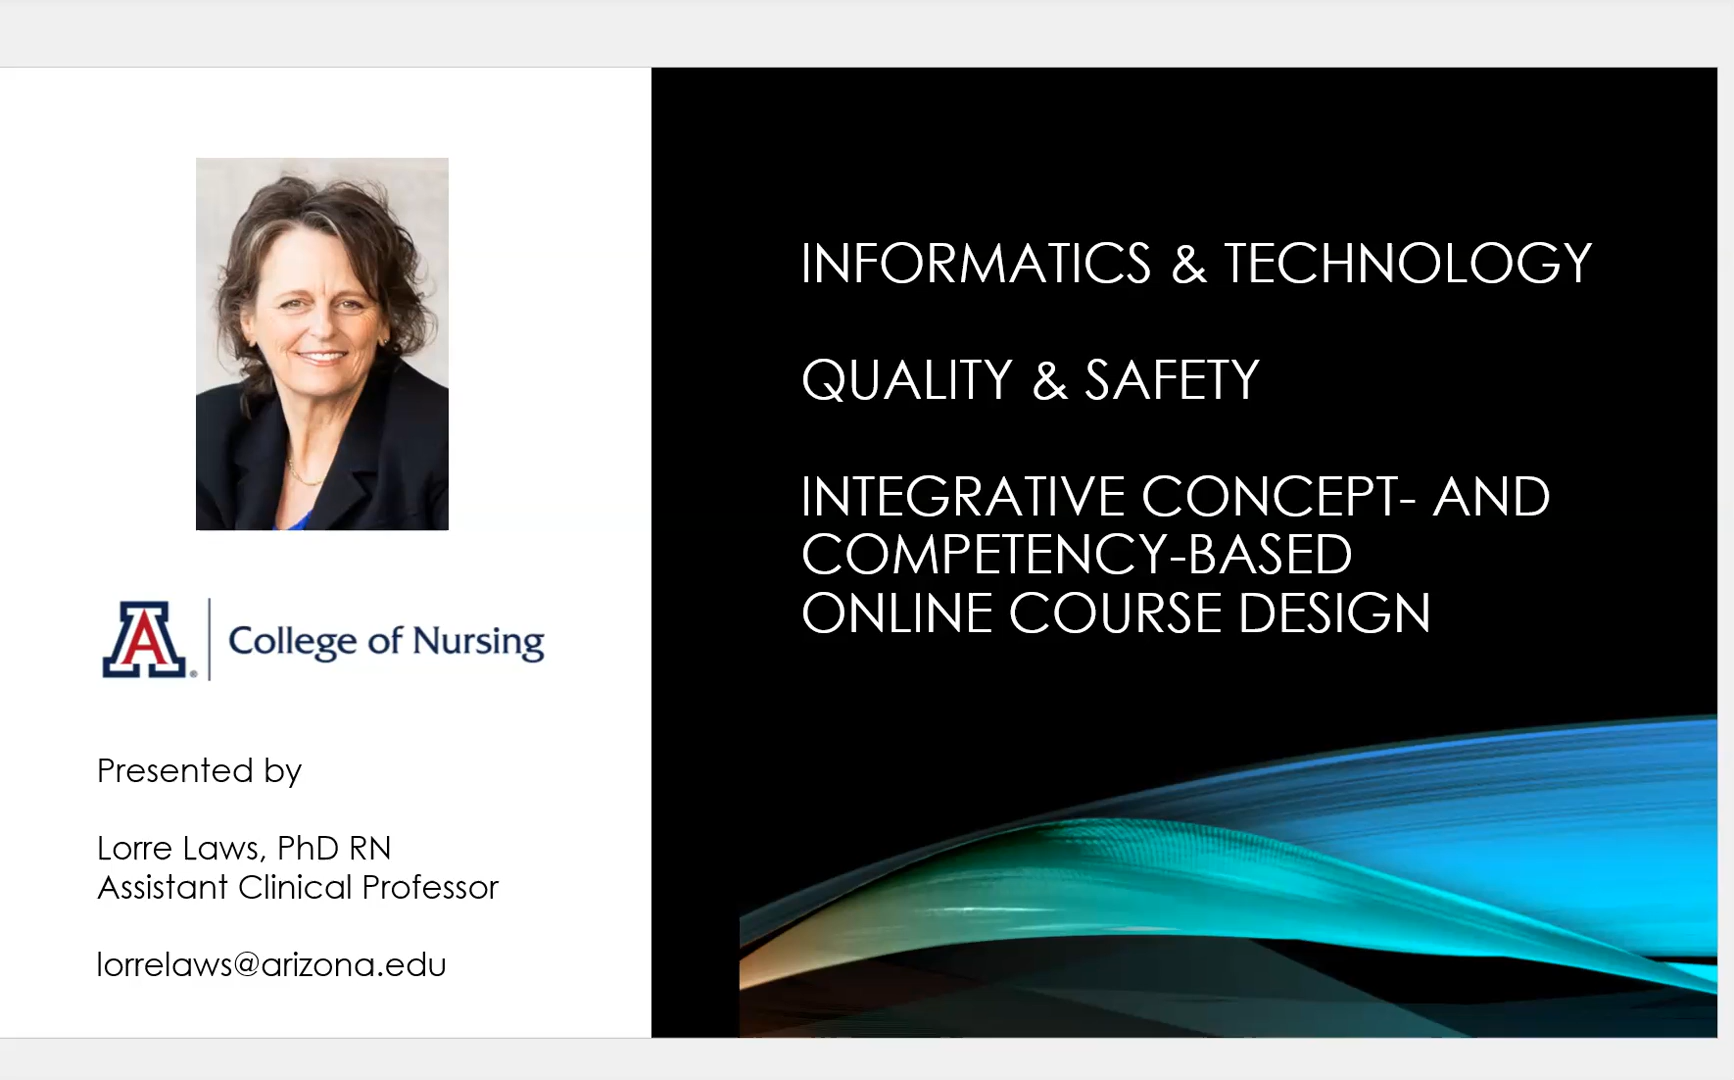 A
College of Nursing
Presented by
Lorre Laws, PhD RN
Assistant Clinical Professor
lorrelaws@arizona.edu
INFORMATICS & TECHNOLOGY
QUALITY & SAFETY
INTEGRATIVE CONCEPT- AND
COMPETENCY-BASED
ONLINE COURSE DESIGN